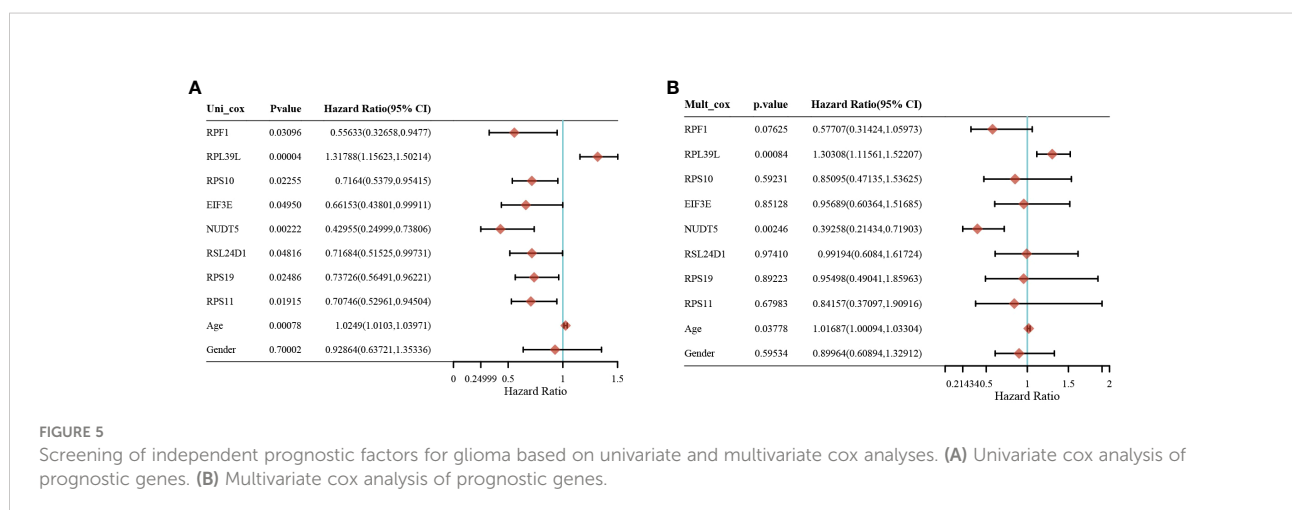 A
Uni_cox Pvalue Hazard Ratio(95% CI)
RPF1 0.03096 0.55633(0.32658,0.9477)
RPL39L 0.00004 1.31788(1.15623,1.50214)
RPS10 0.02255 0.7164(0.5379,0.95415)
EIF3E 0.04950 0.66153(0.43801,0.99911)
NUDT5 0.00222 0.42955(0.24999,0.73806)
RSL24D1 0.04816 0.71684(0.51525,0.99731)
RPS19 0.02486 0.73726(0.56491,0.96221)
RPS11 0.01915 0.70746(0.52961,0.94504)
Age 0.00078 1.0249(1.0103,1.03971)
Gender 0.70002 0.92864(0.63721,1.35336)
0 0.24999 0.5 1 1.5
Hazard Ratio
B
Mult_cox p.value Hazard Ratio(95% CI)
RPF1 0.07625 0.57707(0.31424,1.05973)
RPL39L 0.00084 1.30308(1.11561,1.52207)
RPS10 0.59231 0.85095(0.47135,1.53625)
EIF3E 0.85128 0.95689(0.60364,1.51685)
NUDT5 0.00246 0.39258(0.21434,0.71903)
RSL24D1 0.97410 0.99194(0.6084,1.61724)
RPS19 0.89223 0.95498(0.49041,1.85963)
RPS11 0.67983 0.84157(0.37097,1.90916)
Age 0.03778 1.01687(1.00094,1.03304)
Gender 0.59534 0.89964(0.60894,1.32912)
0.21434 0.5 1 1.5 2
Hazard Ratio
FIGURE 5
Screening of independent prognostic factors for glioma based on univariate and multivariate cox analyses. (A) Univariate cox analysis of
prognostic genes. (B) Multivariate cox analysis of prognostic genes.